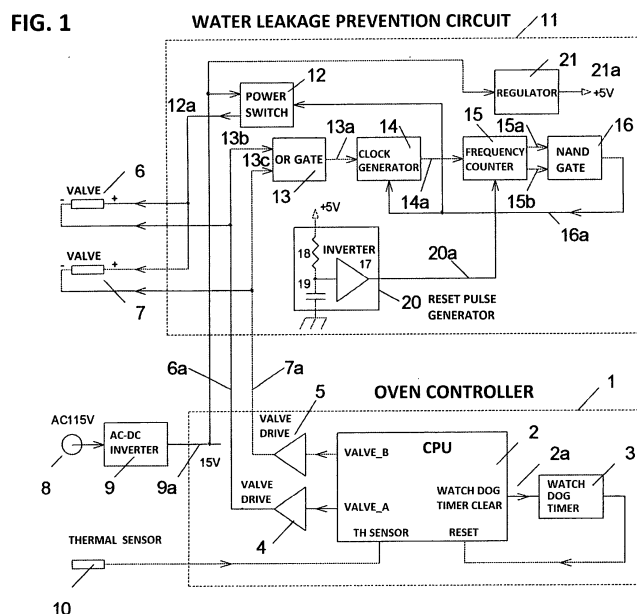 FIG. 1
WATER LEAKAGE PREVENTION CIRCUIT
11
12
POWER
SWITCH
12a
21
REGULATOR
21a
+5V
13b
13c
13a
OR GATE
13
14
CLOCK
GENERATOR
14a
15
FREQUENCY
COUNTER
15a
15b
16
NAND
GATE
16a
VALVE
6
- +
VALVE
- +
7
+5V
INVERTER
18
17
19
20a
20
RESET PULSE
GENERATOR
6a
7a
OVEN CONTROLLER
1
AC115V
8
AC-DC
INVERTER
9
9a
15V
VALVE
DRIVE
5
VALVE
DRIVE
4
CPU
2
VALVE_B
VALVE_A
WATCH DOG
TIMER CLEAR
TH SENSOR
RESET
2a
WATCH
DOG
TIMER
3
THERMAL SENSOR
10